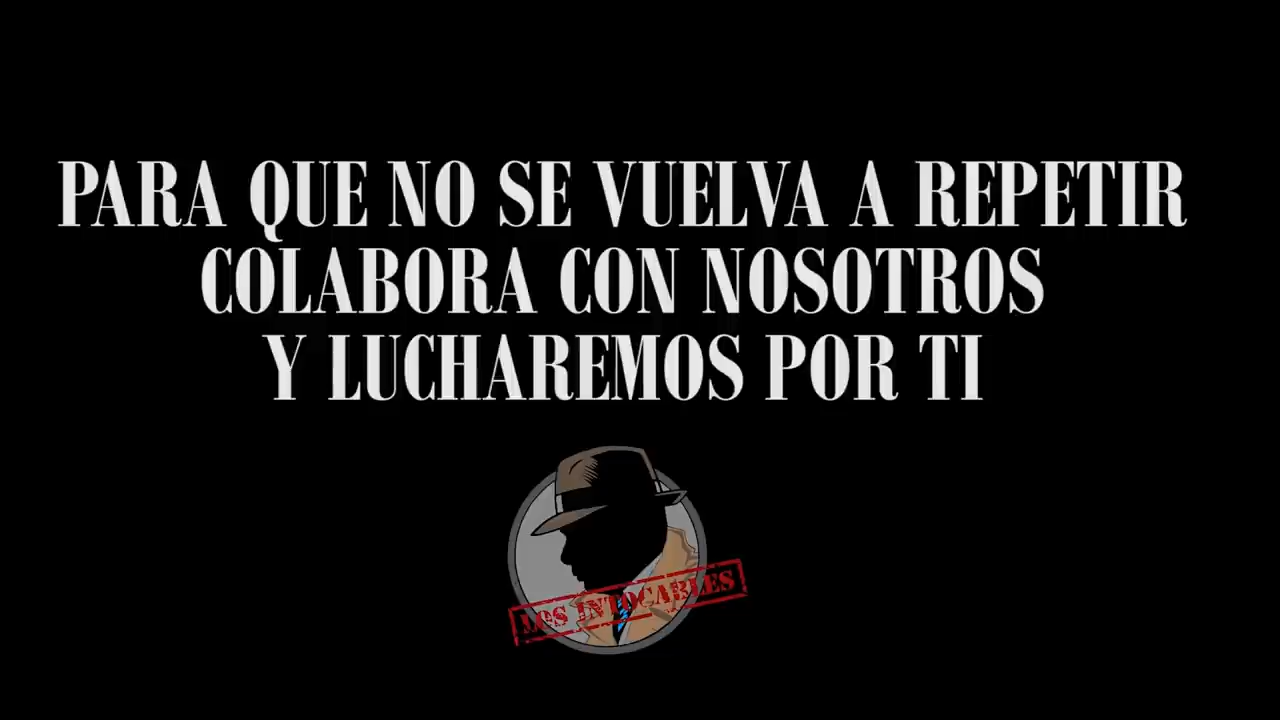 PARA QUE NO SE VUELVA A REPETIR
COLABORA CON NOSOTROS
Y LUCHAREMOS POR TI
LOS INTOCABLES